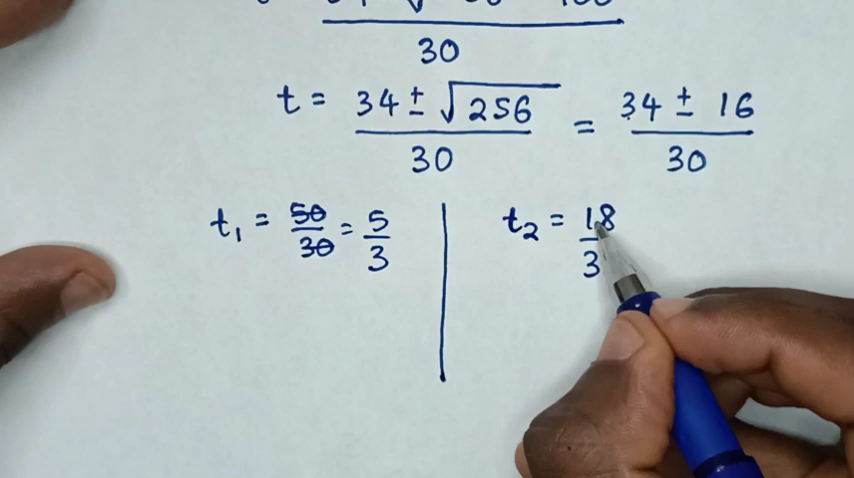 30
t = 34 ± √256 / 30 = 34 ± 16 / 30
t₁ = 50/30 = 5/3
t₂ = 18/3